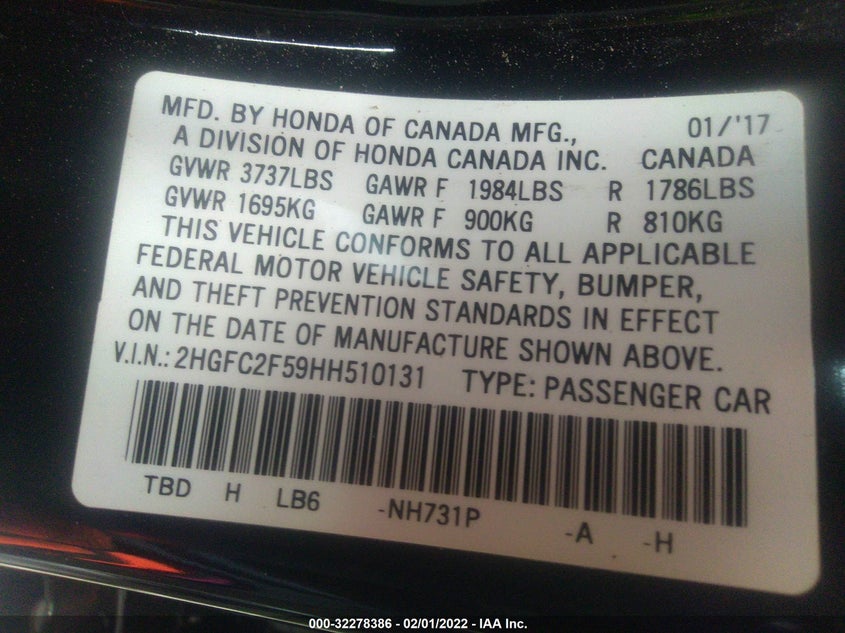 MFD. BY HONDA OF CANADA MFG., 01/'17
A DIVISION OF HONDA CANADA INC. CANADA
GVWR 3737LBS GAWR F 1984LBS R 1786LBS
GVWR 1695KG GAWR F 900KG R 810KG
THIS VEHICLE CONFORMS TO ALL APPLICABLE
FEDERAL MOTOR VEHICLE SAFETY, BUMPER,
AND THEFT PREVENTION STANDARDS IN EFFECT
ON THE DATE OF MANUFACTURE SHOWN ABOVE.
V.I.N.: 2HGFC2F59HH510131 TYPE: PASSENGER CAR
TBD H LB6 -NH731P -A -H
000-32278386 - 02/01/2022 - IAA Inc.